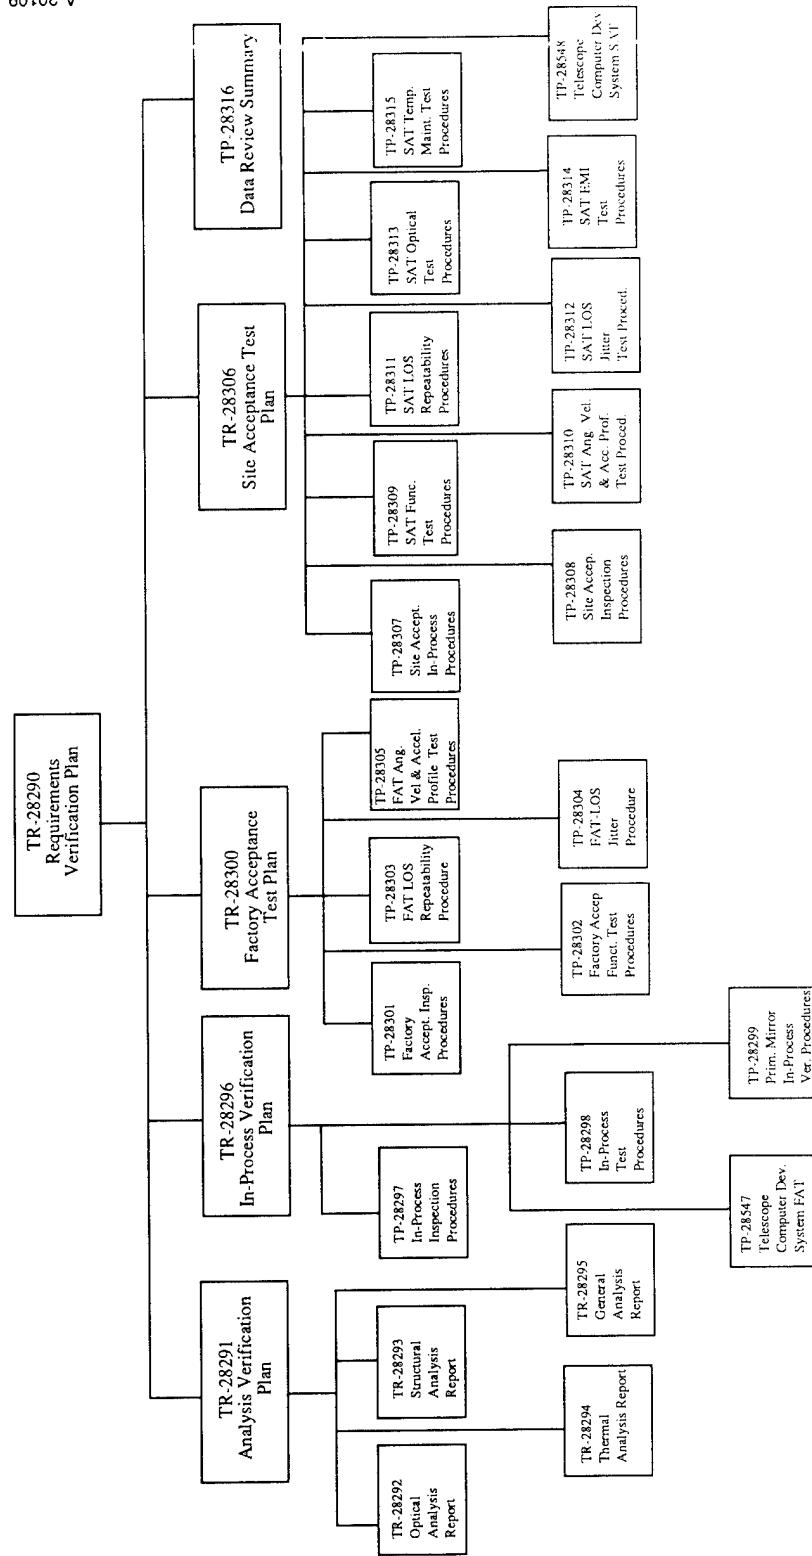 TR-28290
Requirements
Verification Plan
TR-28291
Analysis Verification
Plan
TR-28296
In-Process Verification
Plan
TR-28300
Factory Acceptance
Test Plan
TR-28306
Site Acceptance Test
Plan
TP-28316
Data Review Summary
TR-28292
Optical
Analysis
Report
TR-28293
Structural
Analysis
Report
TR-28294
Thermal
Analysis Report
TR-28295
General
Analysis
Report
TP-28297
In-Process
Inspection
Procedures
TP-28298
In-Process
Test
Procedures
TP-28547
Telescope
Computer Dev.
System FAT
TP-28299
Prim. Mirror
In-Process
Ver. Procedures
TP-28301
Factory
Accept. Insp.
Procedures
TP-28302
Factory Accep
Funct. Test
Procedures
TP-28303
FAT LOS
Repeatability
Procedure
TP-28304
FAT-LOS
Jitter
Procedure
TP-28305
FAT Ang.
Vel & Accel.
Profile Test
Procedures
TP-28307
Site Accept.
In-Process
Procedures
TP-28308
Site Accep.
Inspection
Procedures
TP-28309
SAT Func.
Test
Procedures
TP-28310
SAT Ang. Vel.
& Acc. Prof.
Test Proced.
TP-28311
SAT LOS
Repeatability
Procedures
TP-28312
SAT LOS
Jitter
Test Proced.
TP-28313
SAT Optical
Test
Procedures
TP-28314
SAT EMI
Test
Procedures
TP-28315
SAT Temp.
Maint. Test
Procedures
TP-28548
Telescope
Computer Dev
System SAT